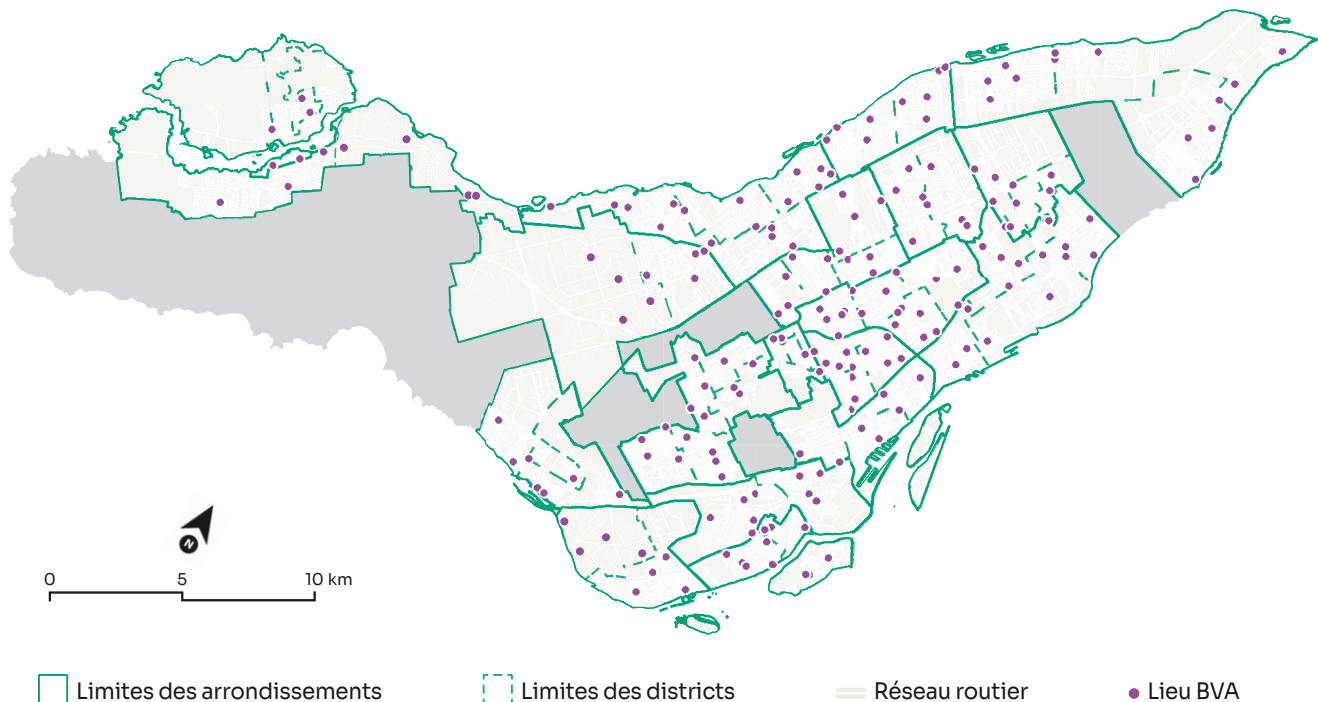 N
0 5 10 km
Limites des arrondissements Limites des districts Réseau routier Lieu BVA